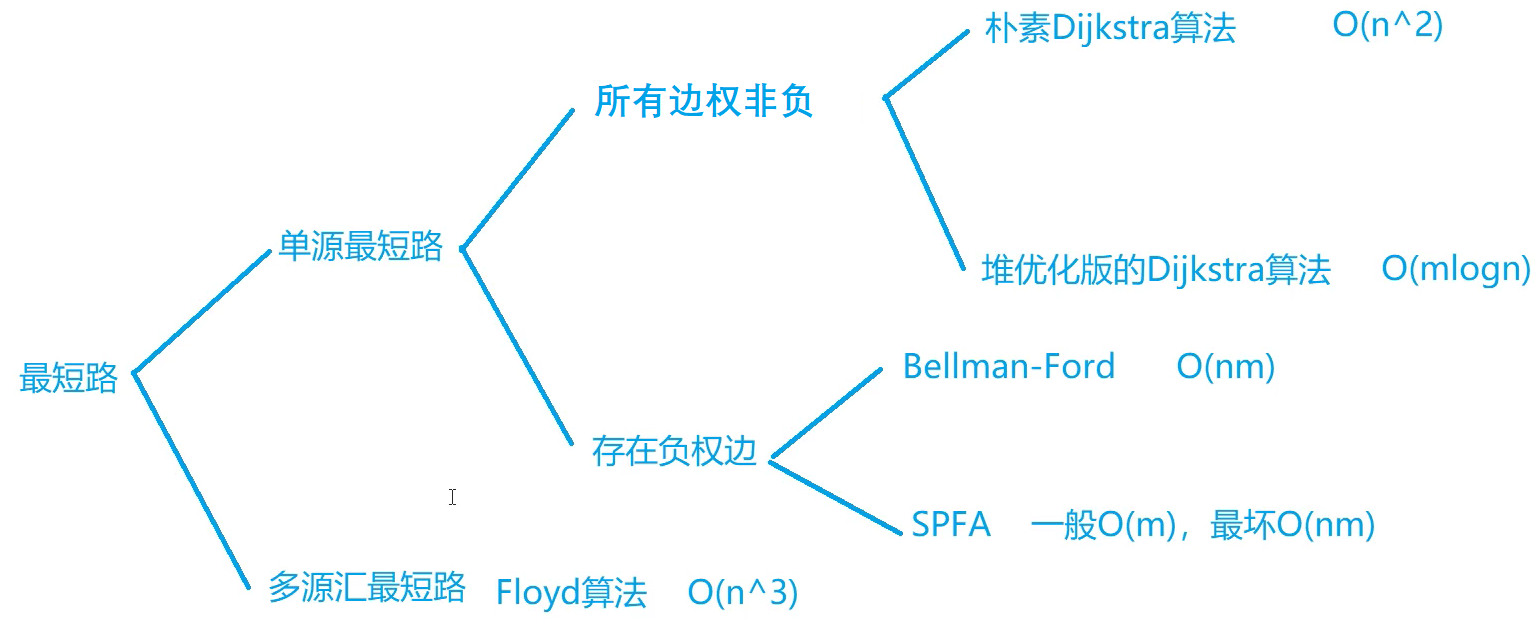 朴素Dijkstra算法 O(n^2)
所有边权非负
单源最短路
堆优化版的Dijkstra算法 O(mlogn)
最短路
Bellman-Ford O(nm)
存在负权边
SPFA 一般O(m)，最坏O(nm)
多源汇最短路 Floyd算法 O(n^3)